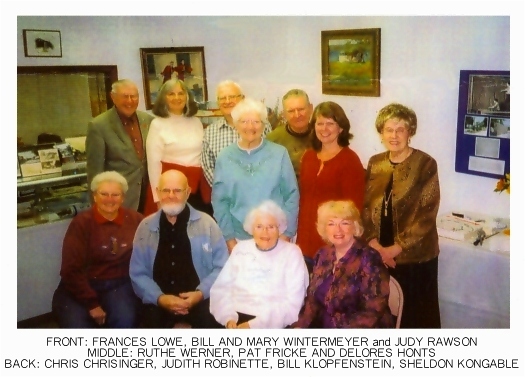 FRONT: FRANCES LOWE, BILL AND MARY WINTERMEYER and JUDY RAWSON
MIDDLE: RUTHE WERNER, PAT FRICKE AND DELORES HONTS
BACK: CHRIS CHRISINGER, JUDITH ROBINETTE, BILL KLOPFENSTEIN, SHELDON KONGABLE